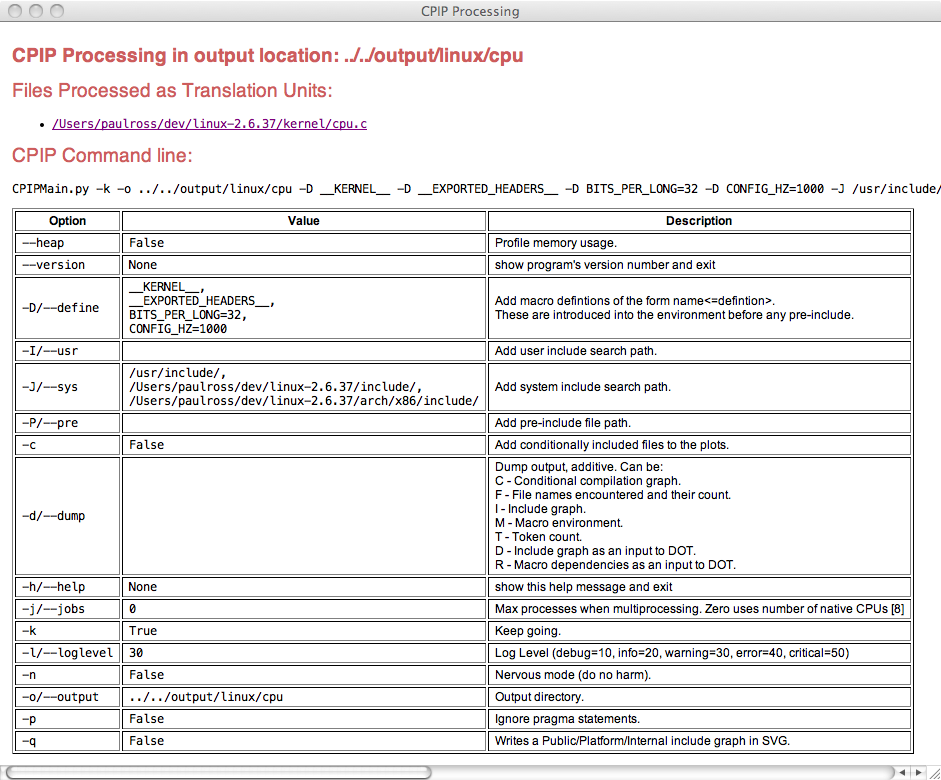 CPIP Processing
CPIP Processing in output location: ../../output/linux/cpu
Files Processed as Translation Units:
• /Users/paulross/dev/linux-2.6.37/kernel/cpu.c
CPIP Command line:
CPIPMain.py -k -o ../../output/linux/cpu -D __KERNEL__ -D __EXPORTED_HEADERS__ -D BITS_PER_LONG=32 -D CONFIG_HZ=1000 -J /usr/include/
Option Value Description
--heap False Profile memory usage.
--version None show program's version number and exit
-D/--define __KERNEL__,
__EXPORTED_HEADERS__,
BITS_PER_LONG=32,
CONFIG_HZ=1000
Add macro defintions of the form name<=defintion>.
These are introduced into the environment before any pre-include.
-I/--usr Add user include search path.
-J/--sys /usr/include/,
/Users/paulross/dev/linux-2.6.37/include/,
/Users/paulross/dev/linux-2.6.37/arch/x86/include/
Add system include search path.
-P/--pre Add pre-include file path.
-c False Add conditionally included files to the plots.
-d/--dump Dump output, additive. Can be:
C - Conditional compilation graph.
F - File names encountered and their count.
I - Include graph.
M - Macro environment.
T - Token count.
D - Include graph as an input to DOT.
R - Macro dependencies as an input to DOT.
-h/--help None show this help message and exit
-j/--jobs 0 Max processes when multiprocessing. Zero uses number of native CPUs [8]
-k True Keep going.
-l/--loglevel 30 Log Level (debug=10, info=20, warning=30, error=40, critical=50)
-n False Nervous mode (do no harm).
-o/--output ../../output/linux/cpu Output directory.
-p False Ignore pragma statements.
-q False Writes a Public/Platform/Internal include graph in SVG.